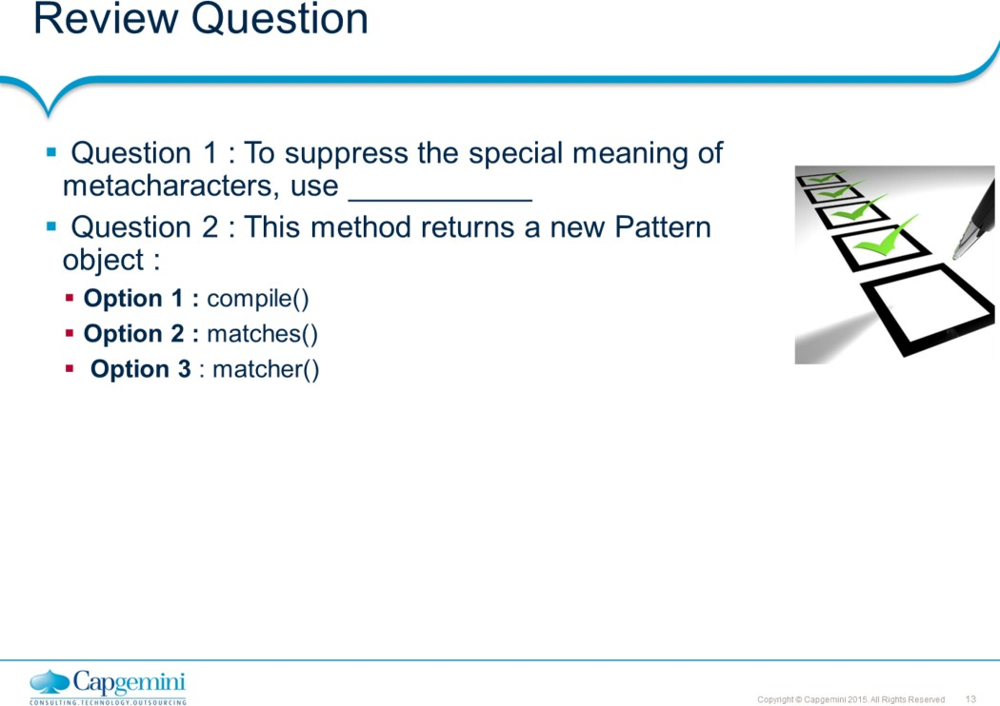 Review Question
Question 1 : To suppress the special meaning of
metacharacters, use ___________
Question 2 : This method returns a new Pattern
object :
Option 1 : compile()
Option 2 : matches()
Option 3 : matcher()
Capgemini
CONSULTING.TECHNOLOGY.OUTSOURCING
Copyright © Capgemini 2015. All Rights Reserved 13